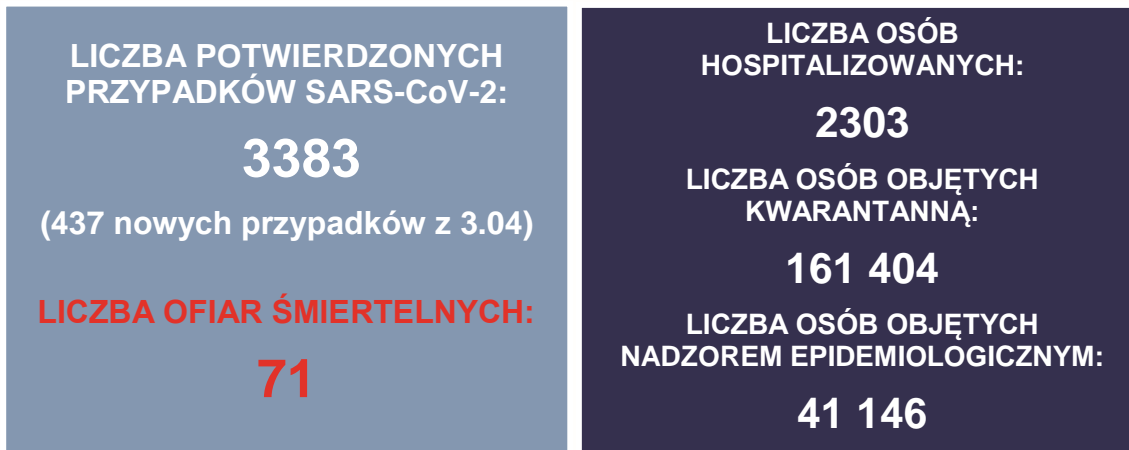 LICZBA POTWIERDZONYCH
PRZYPADKÓW SARS-CoV-2:
3383
(437 nowych przypadków z 3.04)
LICZBA OFIAR ŚMIERTELNYCH:
71
LICZBA OSÓB
HOSPITALIZOWANYCH:
2303
LICZBA OSÓB OBJĘTYCH
KWARANTANNĄ:
161 404
LICZBA OSÓB OBJĘTYCH
NADZOREM EPIDEMIOLOGICZNYM:
41 146